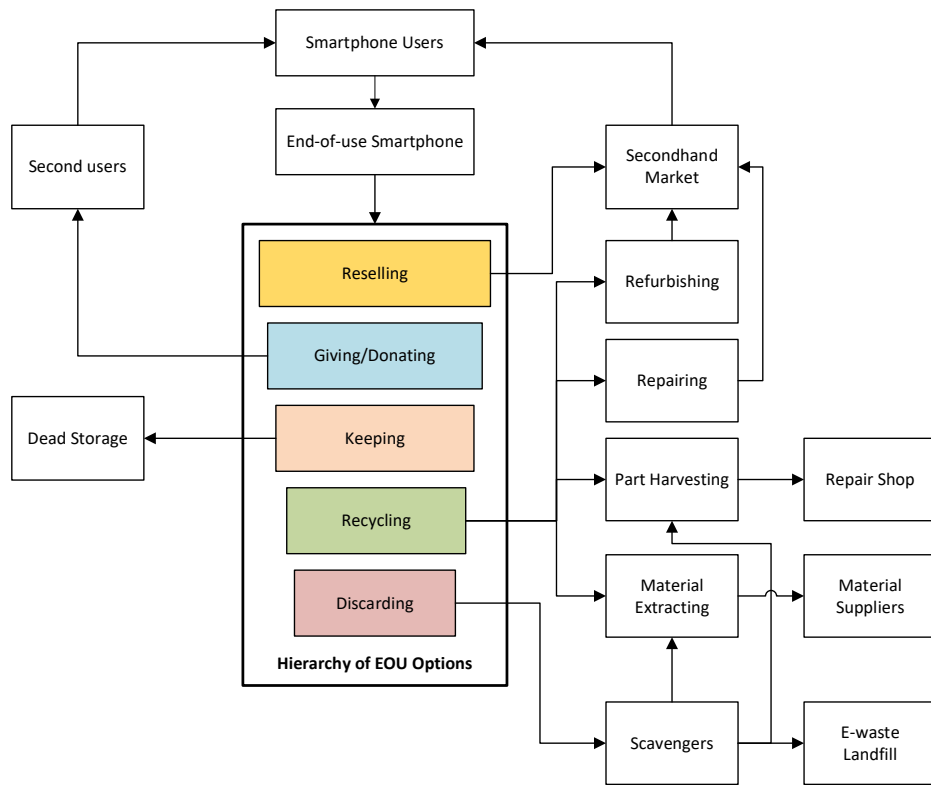 Smartphone Users
End-of-use Smartphone
Second users
Secondhand
Market
Reselling
Refurbishing
Giving/Donating
Repairing
Dead Storage
Keeping
Part Harvesting
Repair Shop
Recycling
Discarding
Material
Extracting
Material
Suppliers
Hierarchy of EOU Options
Scavengers
E-waste
Landfill